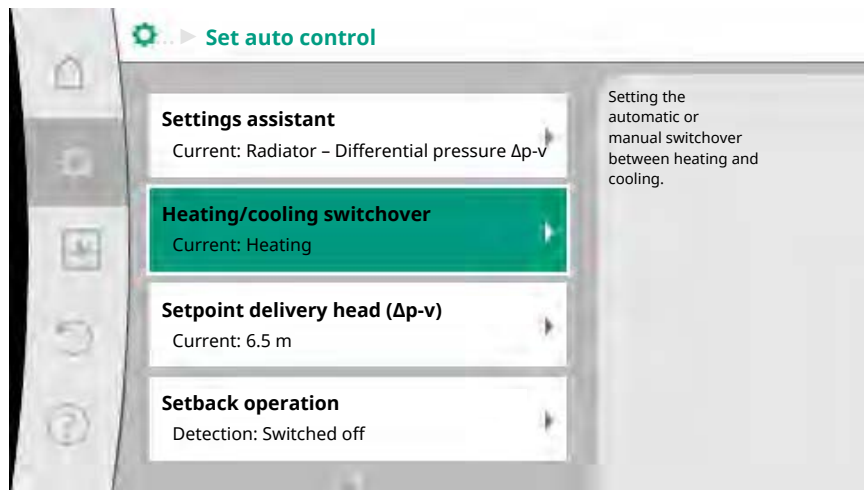 Set auto control
Settings assistant
Current: Radiator – Differential pressure Δp-v
Heating/cooling switchover
Current: Heating
Setpoint delivery head (Δp-v)
Current: 6.5 m
Setback operation
Detection: Switched off
Setting the
automatic or
manual switchover
between heating and
cooling.